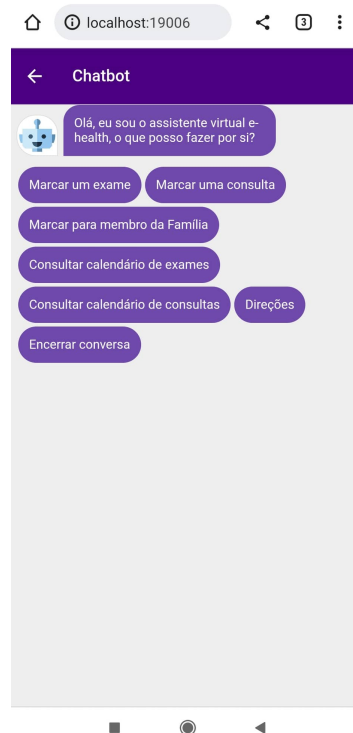 localhost:19006
3
Chatbot
Olá, eu sou o assistente virtual e-
health, o que posso fazer por si?
Marcar um exame
Marcar uma consulta
Marcar para membro da Família
Consultar calendário de exames
Consultar calendário de consultas
Direções
Encerrar conversa